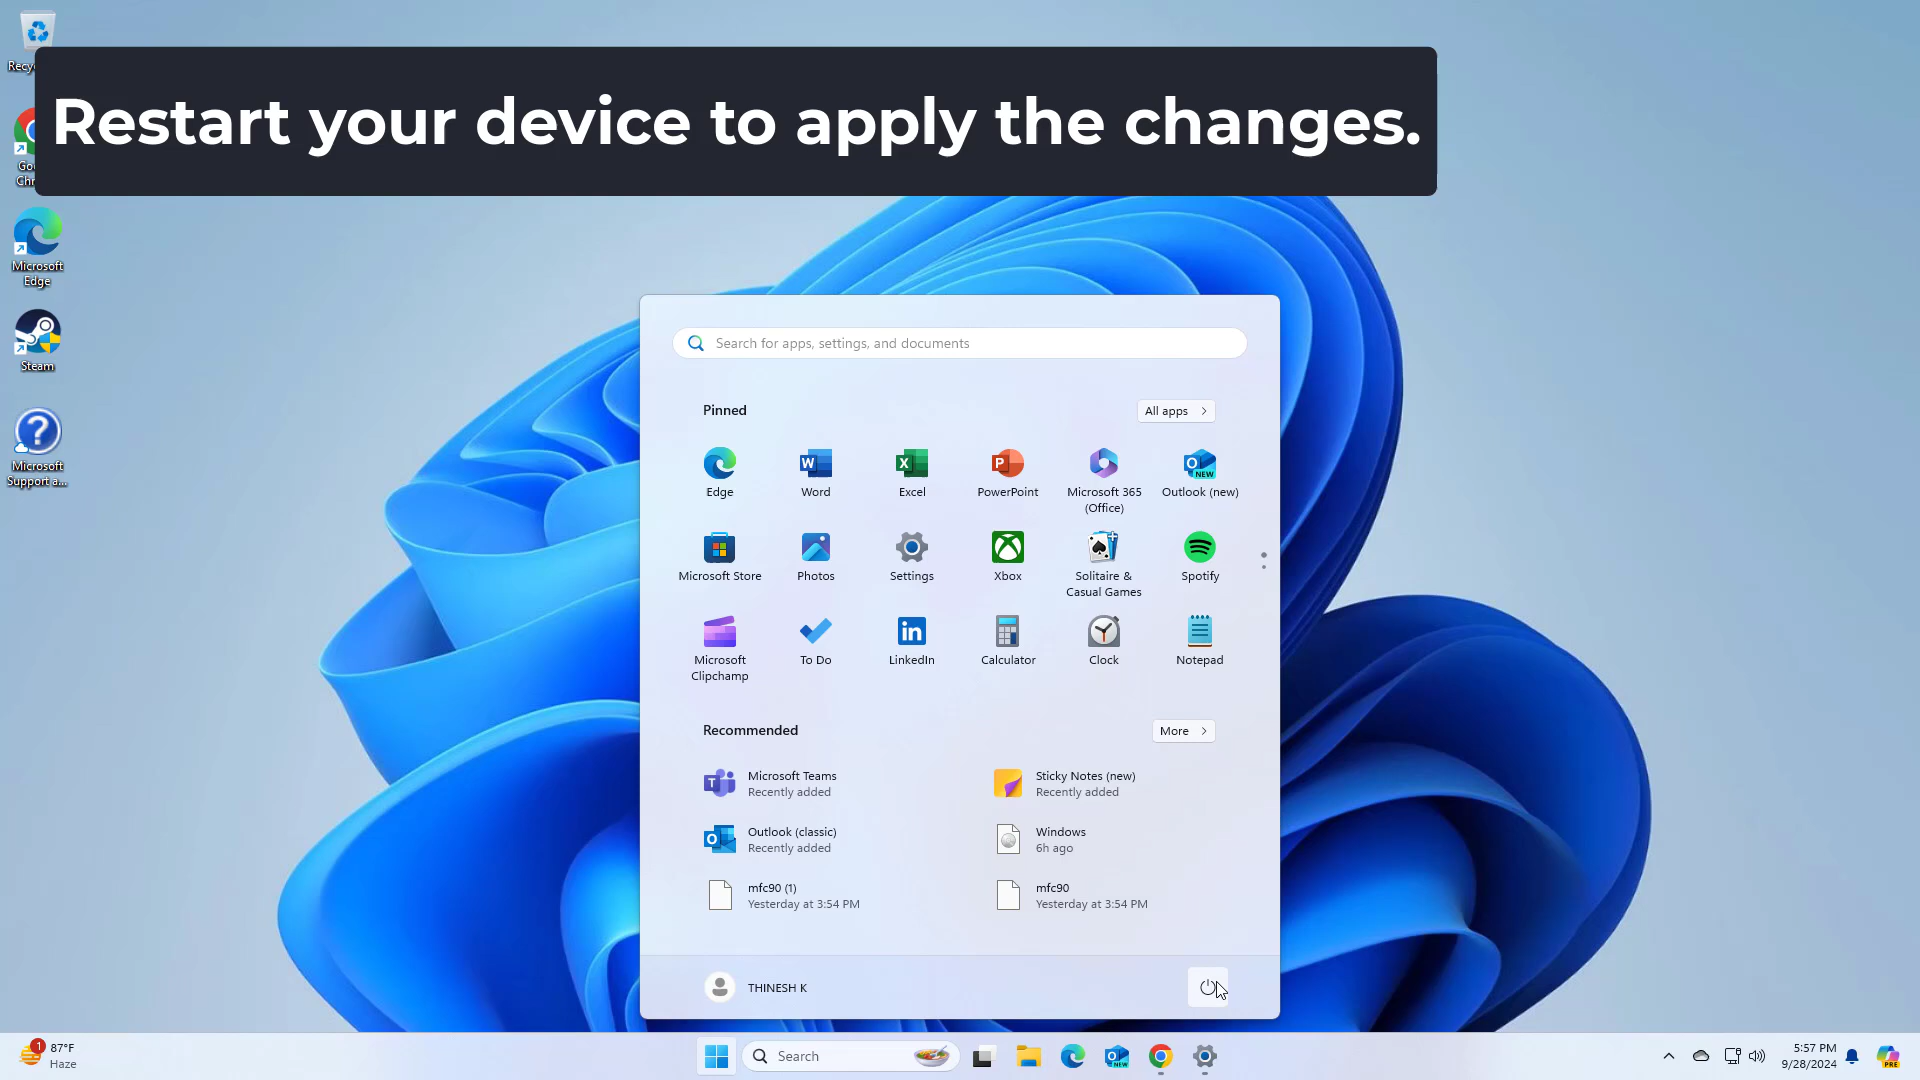 Restart your device to apply the changes.
Microsoft
Edge
Steam
Microsoft
Support a...
Search for apps, settings, and documents
Pinned
All apps
Edge
Word
Excel
PowerPoint
Microsoft 365
(Office)
Outlook (new)
Microsoft Store
Photos
Settings
Xbox
Solitaire &
Casual Games
Spotify
Microsoft
Clipchamp
To Do
LinkedIn
Calculator
Clock
Notepad
Recommended
More
Microsoft Teams
Recently added
Sticky Notes (new)
Recently added
Outlook (classic)
Recently added
Windows
6h ago
mfc90 (1)
Yesterday at 3:54 PM
mfc90
Yesterday at 3:54 PM
THINESH K
1
87°F
Haze
Search
5:57 PM
9/28/2024